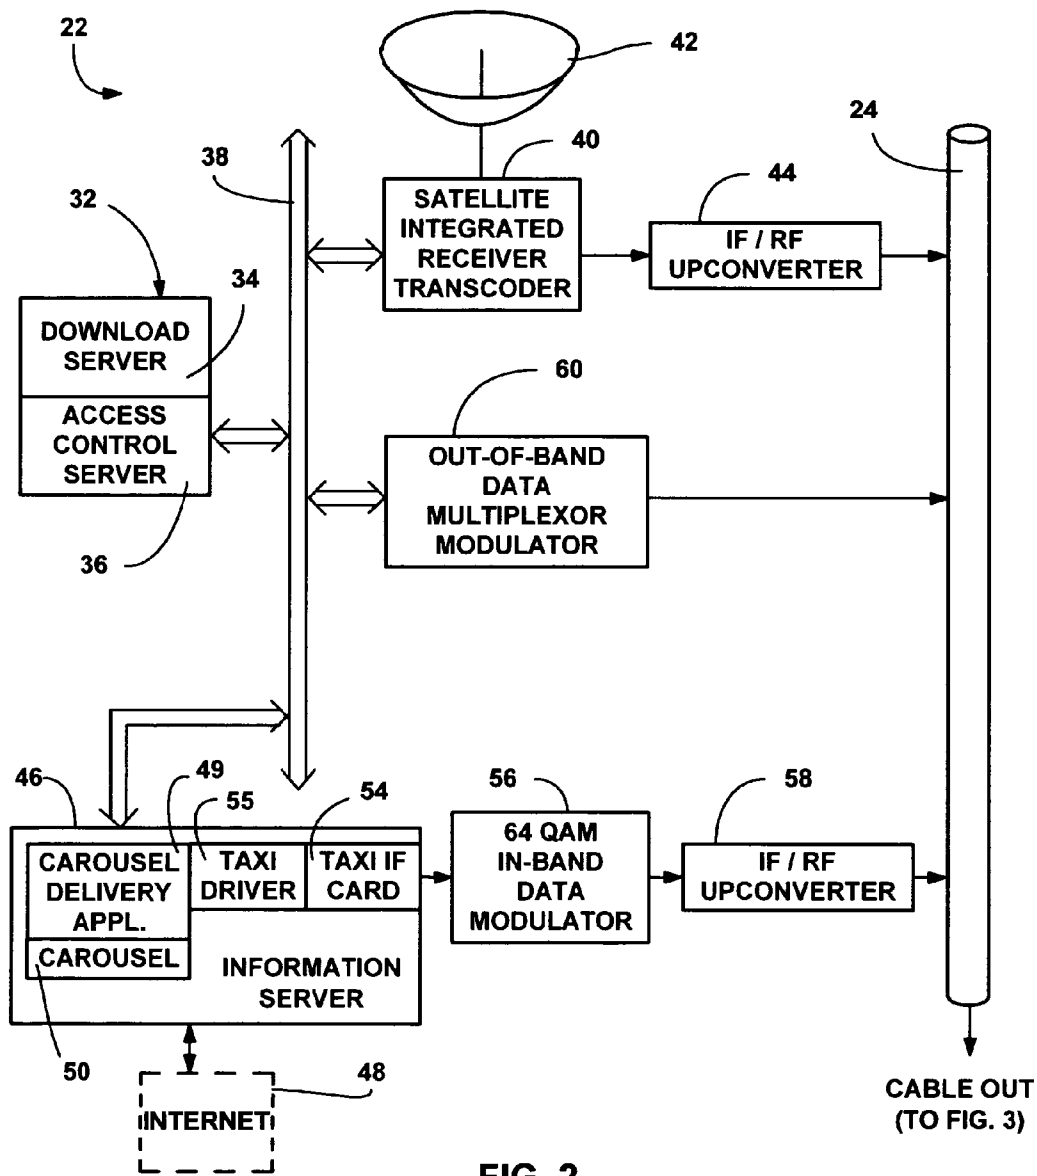 22
42
24
40
38
44
32
SATELLITE
INTEGRATED
RECEIVER
TRANSCODER
IF / RF
UPCONVERTER
34
DOWNLOAD
SERVER
60
ACCESS
CONTROL
SERVER
OUT-OF-BAND
DATA
MULTIPLEXOR
MODULATOR
36
46
49
55
54
56
58
CAROUSEL
DELIVERY
APPL.
TAXI
DRIVER
TAXI IF
CARD
64 QAM
IN-BAND
DATA
MODULATOR
IF / RF
UPCONVERTER
CAROUSEL
INFORMATION
SERVER
50
48
INTERNET
CABLE OUT
(TO FIG. 3)
FIG. 2